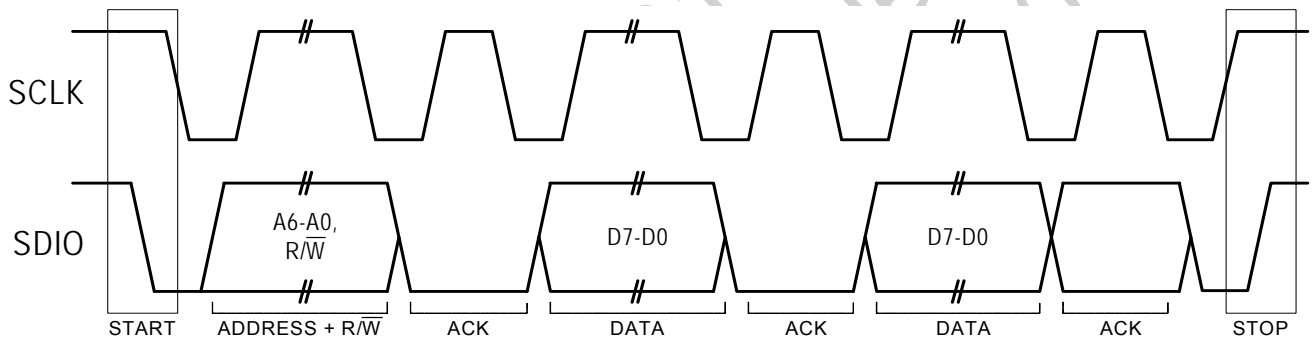 SCLK
SDIO
A6-A0,
R/W̅
D7-D0
D7-D0
START
ADDRESS + R/W̅
ACK
DATA
ACK
DATA
ACK
STOP